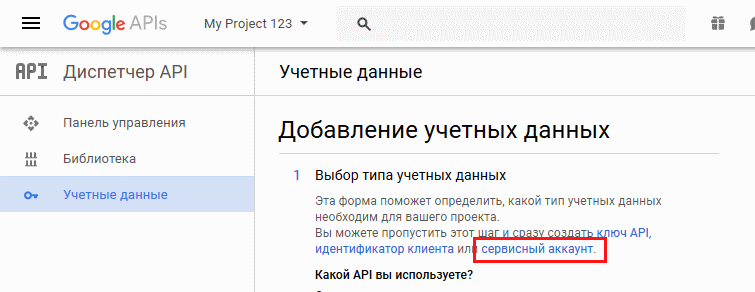 Google APIs
My Project 123
API Диспетчер API
Учетные данные
Панель управления
Библиотека
Учетные данные
Добавление учетных данных
1 Выбор типа учетных данных
Эта форма поможет определить, какой тип учетных данных
необходим для вашего проекта.
Вы можете пропустить этот шаг и сразу создать ключ API,
идентификатор клиента или сервисный аккаунт.
Какой API вы используете?